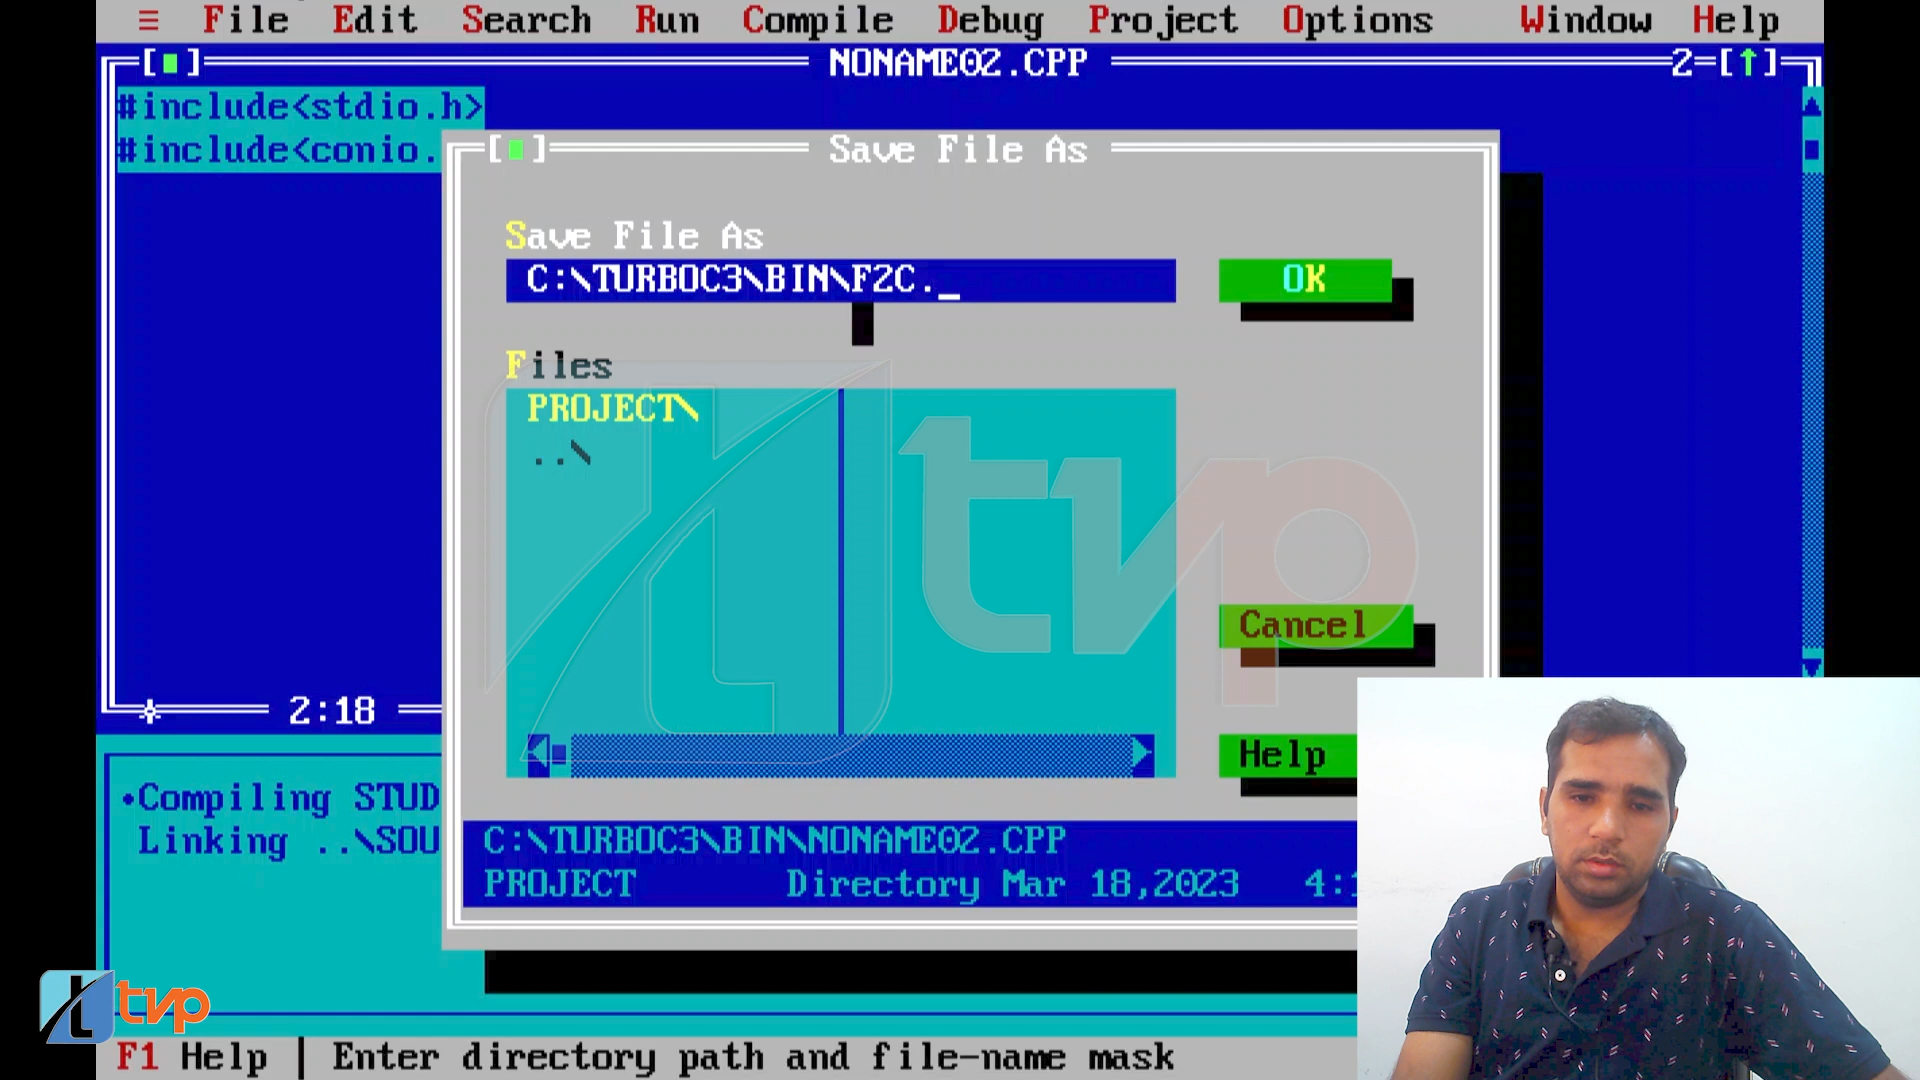 ≡ File Edit Search Run Compile Debug Project Options Window Help
[■] NONAME02.CPP 2=[↑]
#include<stdio.h>
#include<conio.
[■] Save File As
Save File As
C:\TURBOC3\BIN\F2C._
OK
Files
PROJECT\
..\
tvp
Cancel
Help
2:18
•Compiling STUD
Linking ..\SOU
C:\TURBOC3\BIN\NONAME02.CPP
PROJECT Directory Mar 18,2023 4:
tvp
F1 Help | Enter directory path and file-name mask